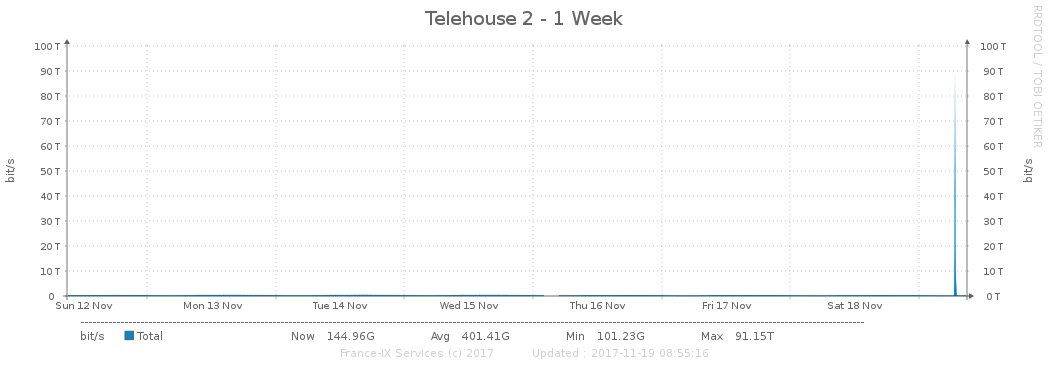 Telehouse 2 - 1 Week
RRDTOOL / TOBI OETIKER
bit/s
100 T
90 T
80 T
70 T
60 T
50 T
40 T
30 T
20 T
10 T
0
100 T
90 T
80 T
70 T
60 T
50 T
40 T
30 T
20 T
10 T
0 T
bit/s
Sun 12 Nov Mon 13 Nov Tue 14 Nov Wed 15 Nov Thu 16 Nov Fri 17 Nov Sat 18 Nov
bit/s Total Now 144.96G Avg 401.41G Min 101.23G Max 91.15T
France-IX Services (c) 2017 Updated : 2017-11-19 08:55:16